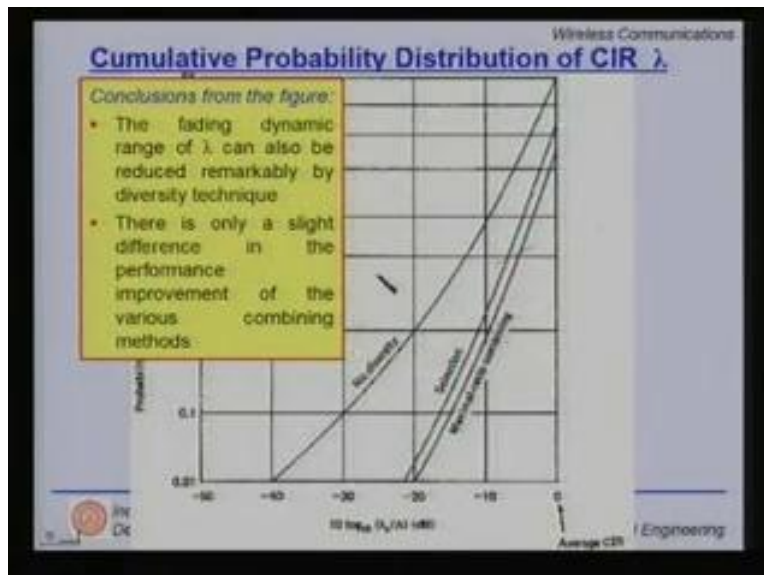 Wireless Communications
Cumulative Probability Distribution of CIR λ
Conclusions from the figure:
• The fading dynamic
range of λ can also be
reduced remarkably by
diversity technique
• There is only a slight
difference in the
performance
improvement of the
various combining
methods
No diversity
Selection
Maximal-ratio combining
0.1
0.01
-50 -40 -30 -20 -10 0
Average CIR
Engineering